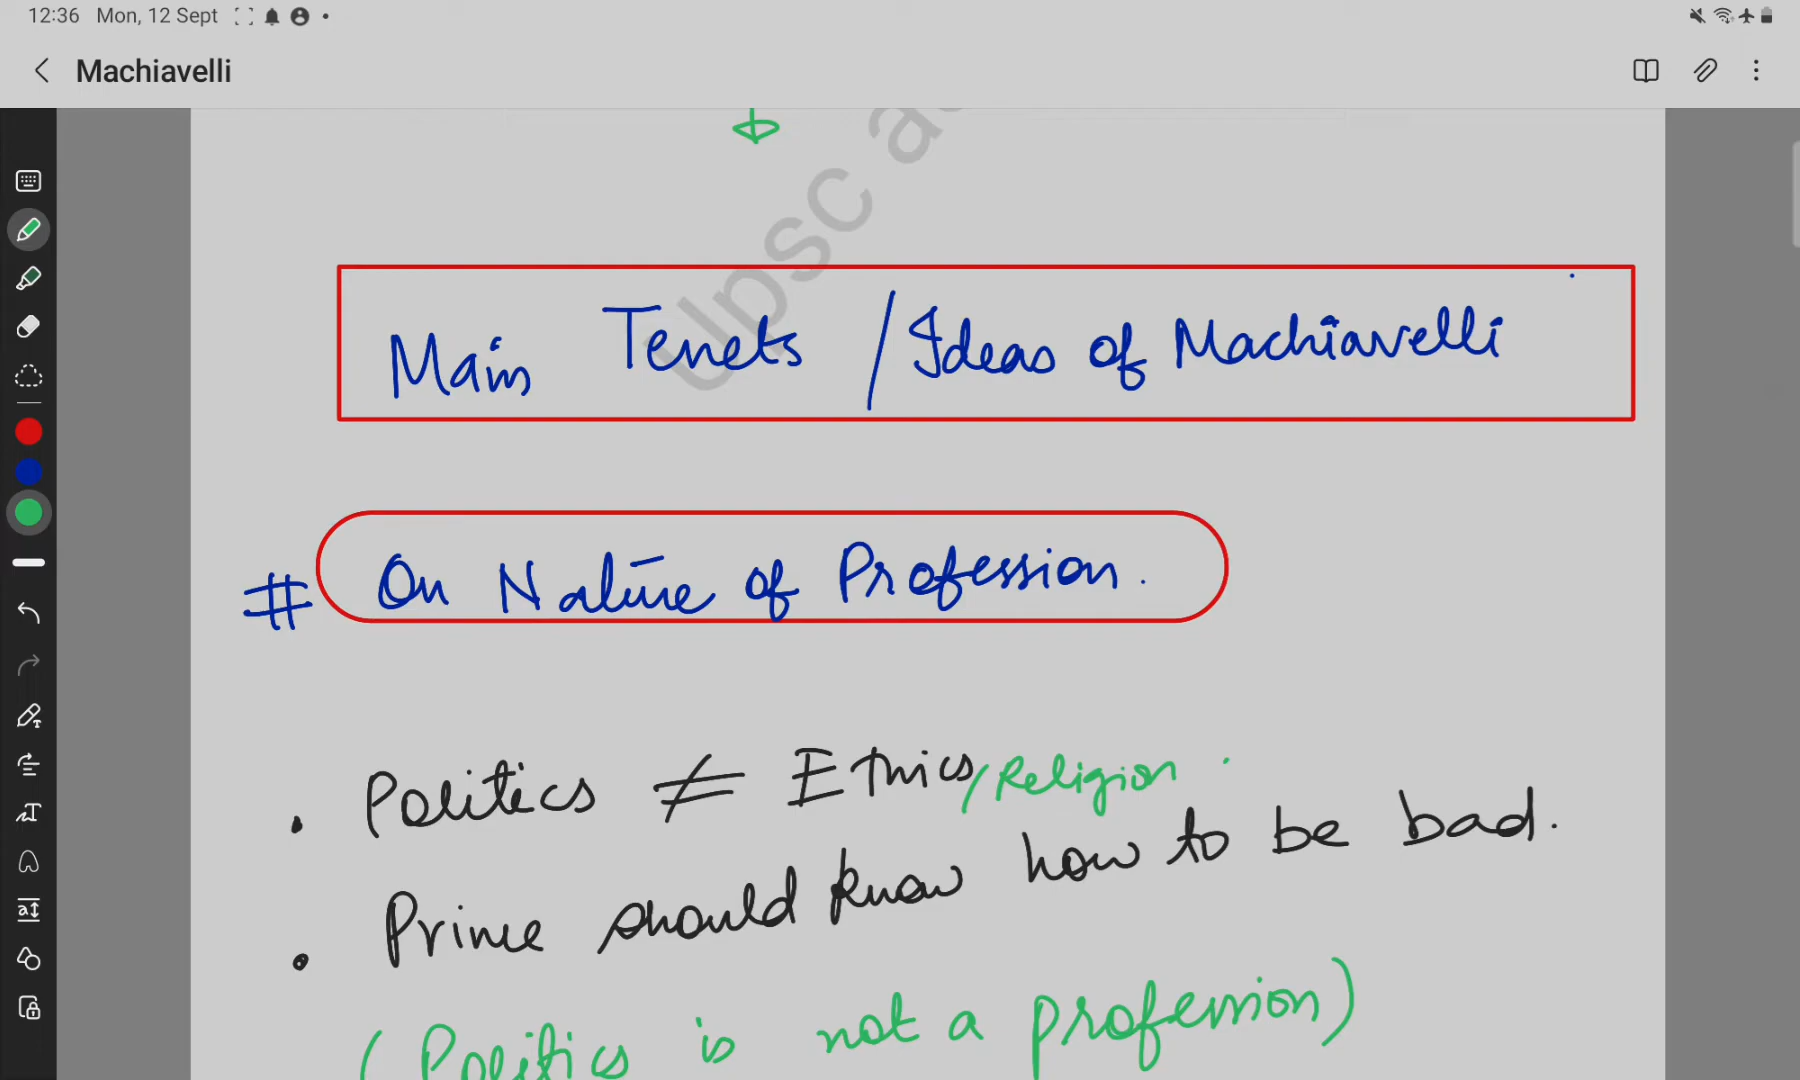 12:36 Mon, 12 Sept
Machiavelli
Upsc a
Main Tenets / Ideas of Machiavelli
# On Nature of Profession.
. Politics ≠ Ethics/Religion.
. Prince should know how to be bad.
(Politics is not a profession)